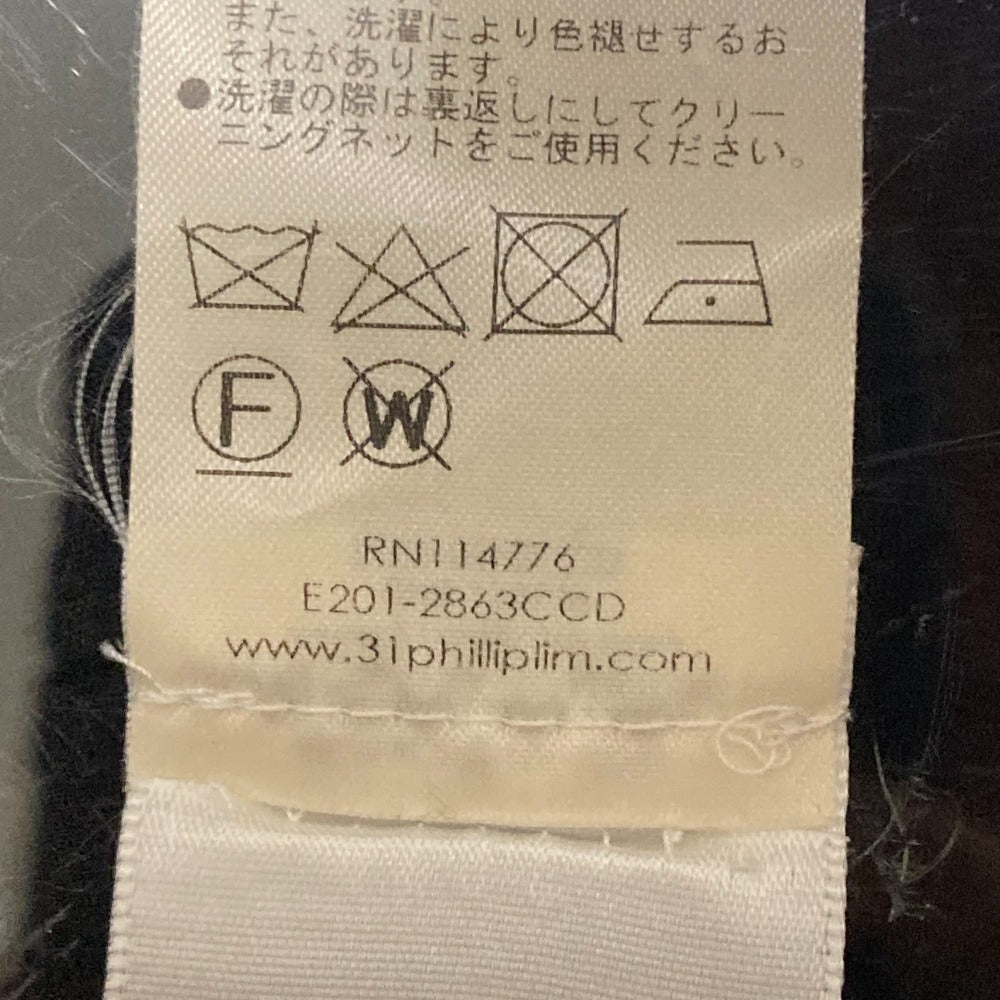 また、洗濯により色褪せするお
それがあります。
●洗濯の際は裏返しにしてクリー
ニングネットをご使用ください。
F W
RN114776
E201-2863CCD
www.31philliplim.com